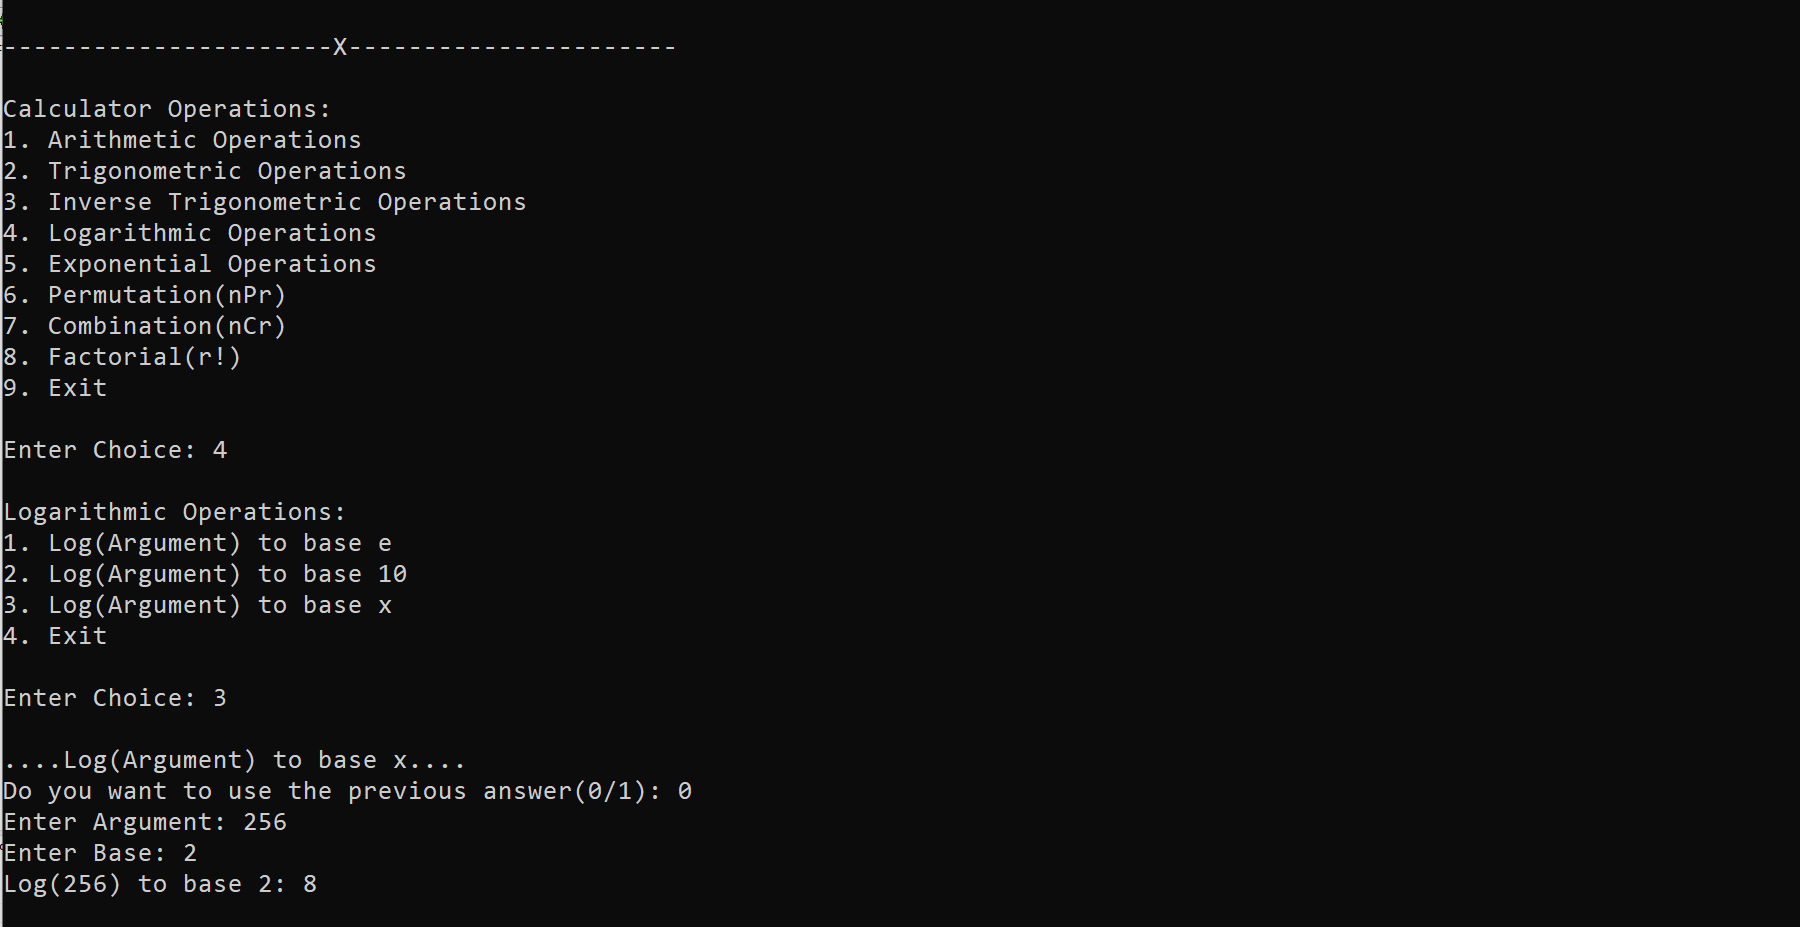 ----------------------X----------------------
Calculator Operations:
1. Arithmetic Operations
2. Trigonometric Operations
3. Inverse Trigonometric Operations
4. Logarithmic Operations
5. Exponential Operations
6. Permutation(nPr)
7. Combination(nCr)
8. Factorial(r!)
9. Exit
Enter Choice: 4
Logarithmic Operations:
1. Log(Argument) to base e
2. Log(Argument) to base 10
3. Log(Argument) to base x
4. Exit
Enter Choice: 3
....Log(Argument) to base x....
Do you want to use the previous answer(0/1): 0
Enter Argument: 256
Enter Base: 2
Log(256) to base 2: 8